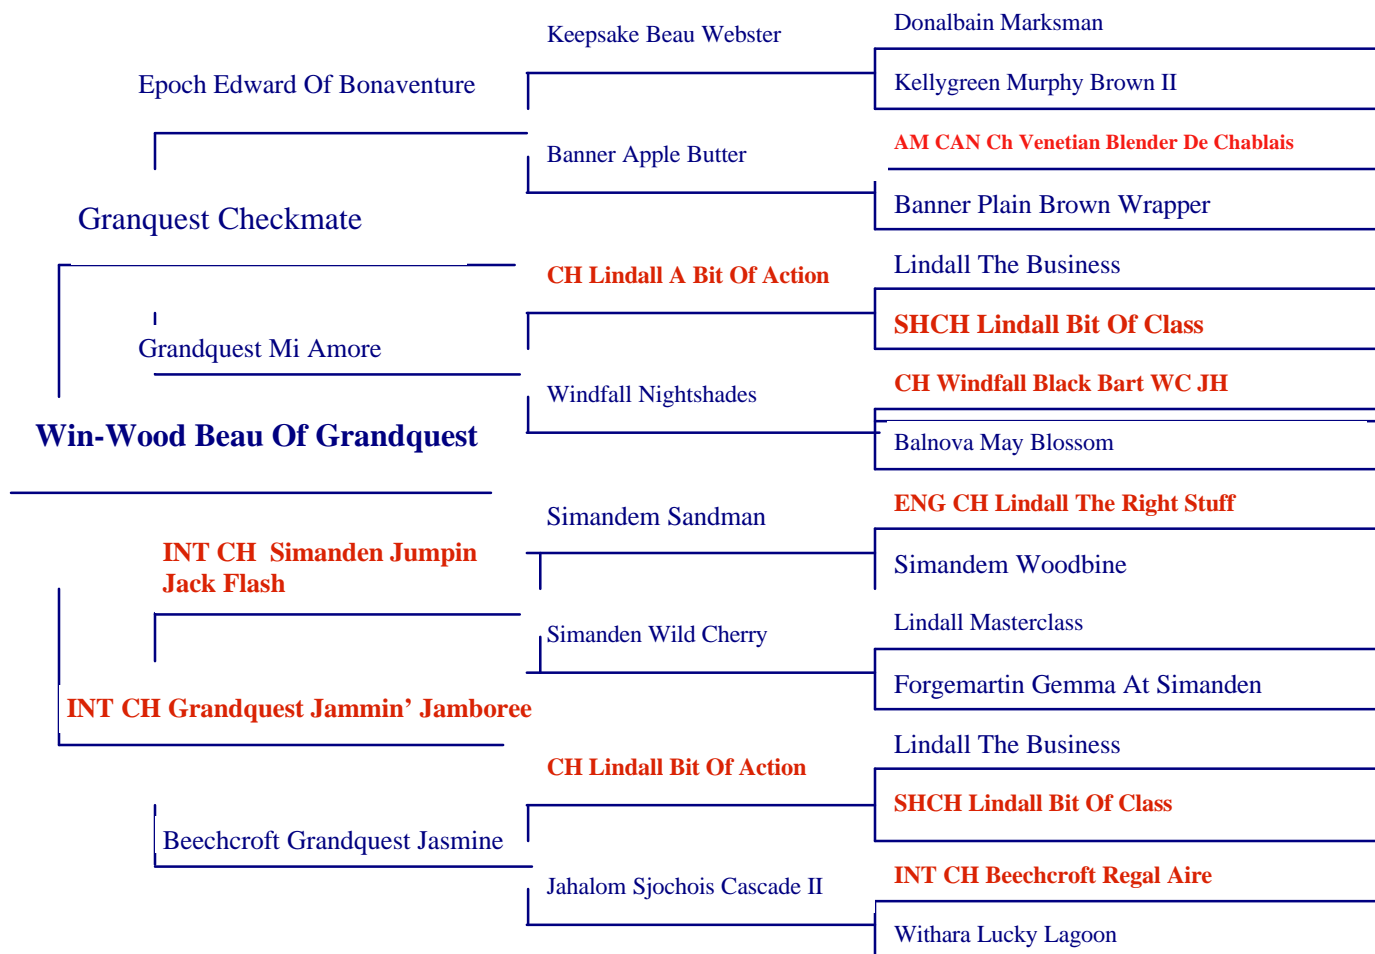 Donalbain Marksman
Keepsake Beau Webster
Epoch Edward Of Bonaventure
Kellygreen Murphy Brown II
AM CAN Ch Venetian Blender De Chablais
Banner Apple Butter
Banner Plain Brown Wrapper
Granquest Checkmate
Lindall The Business
CH Lindall A Bit Of Action
SHCH Lindall Bit Of Class
Grandquest Mi Amore
CH Windfall Black Bart WC JH
Windfall Nightshades
Win-Wood Beau Of Grandquest
Balnova May Blossom
ENG CH Lindall The Right Stuff
Simandem Sandman
INT CH  Simanden Jumpin
Jack Flash
Simandem Woodbine
Lindall Masterclass
Simanden Wild Cherry
Forgemartin Gemma At Simanden
INT CH Grandquest Jammin’ Jamboree
Lindall The Business
CH Lindall Bit Of Action
SHCH Lindall Bit Of Class
Beechcroft Grandquest Jasmine
INT CH Beechcroft Regal Aire
Jahalom Sjochois Cascade II
Withara Lucky Lagoon